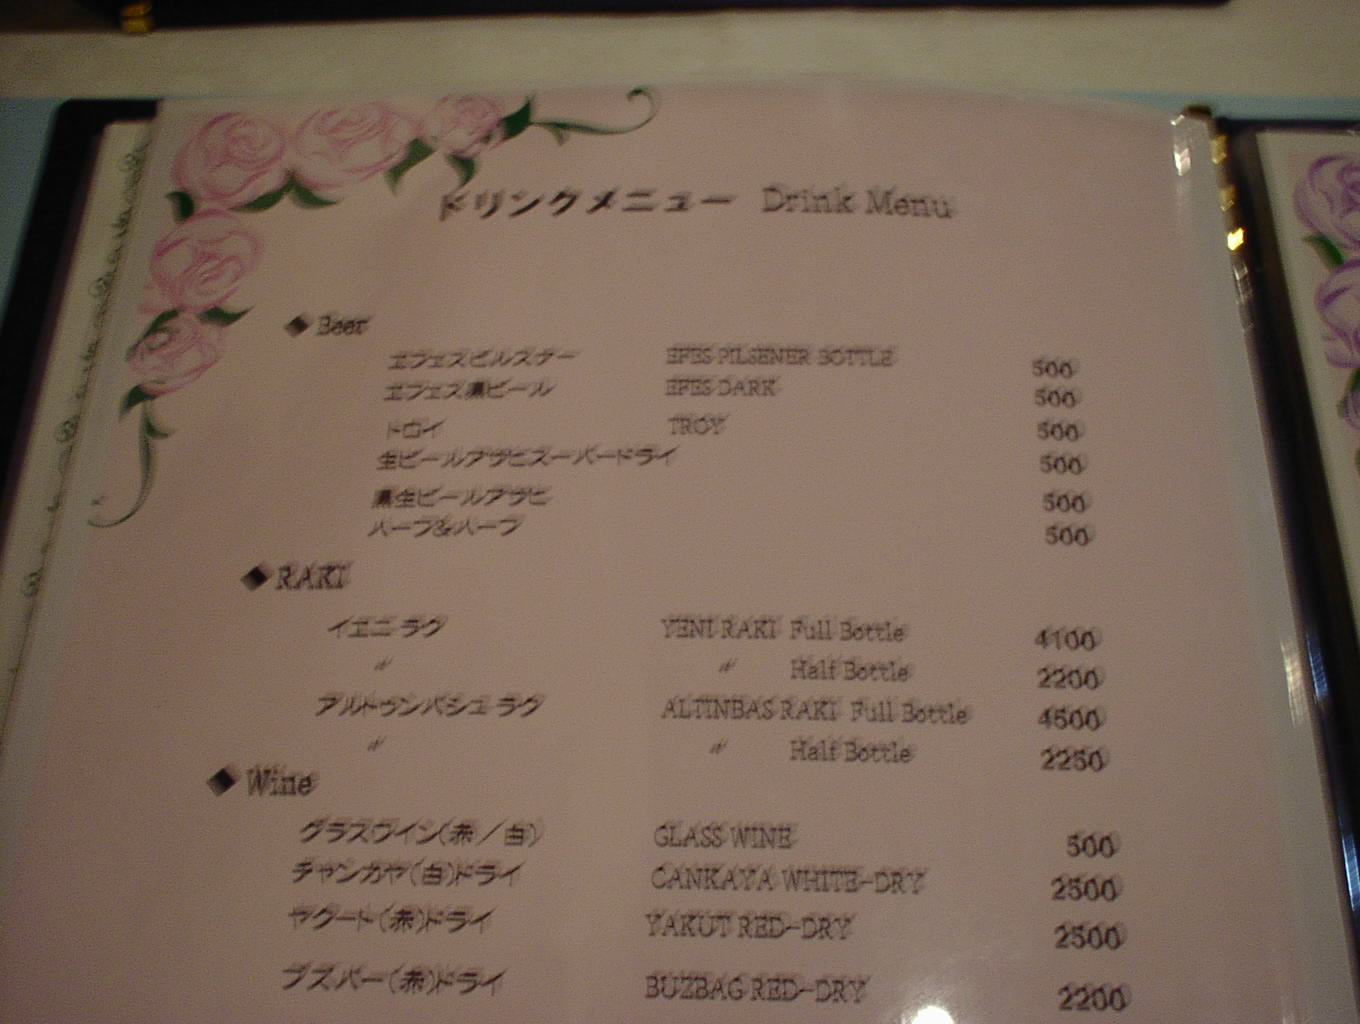 ドリンクメニュー Drink Menu
◆ Beer
エフェスピルスナー EFES PILSENER BOTTLE 500
エフェス黒ビール EFES DARK 500
トロイ TROY 500
生ビールアサヒスーパードライ 500
黒生ビールアサヒ 500
ハーフ&ハーフ 500
◆ RAKI
イエニ ラク YENI RAKI Full Bottle 4100
〃 〃 Half Bottle 2200
アルトゥンバシュ ラク ALTINBAS RAKI Full Bottle 4500
〃 〃 Half Bottle 2250
◆ Wine
グラスワイン(赤/白) GLASS WINE 500
チャンカヤ(白)ドライ CANKAYA WHITE-DRY 2500
ヤクート(赤)ドライ YAKUT RED-DRY 2500
ブズバー(赤)ドライ BUZBAG RED-DRY 2200